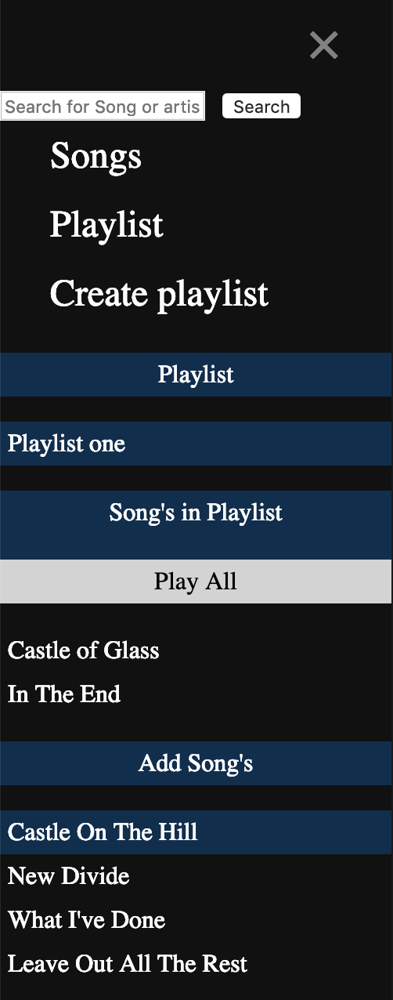 Search for Song or artis
Search
Songs
Playlist
Create playlist
Playlist
Playlist one
Song's in Playlist
Play All
Castle of Glass
In The End
Add Song's
Castle On The Hill
New Divide
What I've Done
Leave Out All The Rest